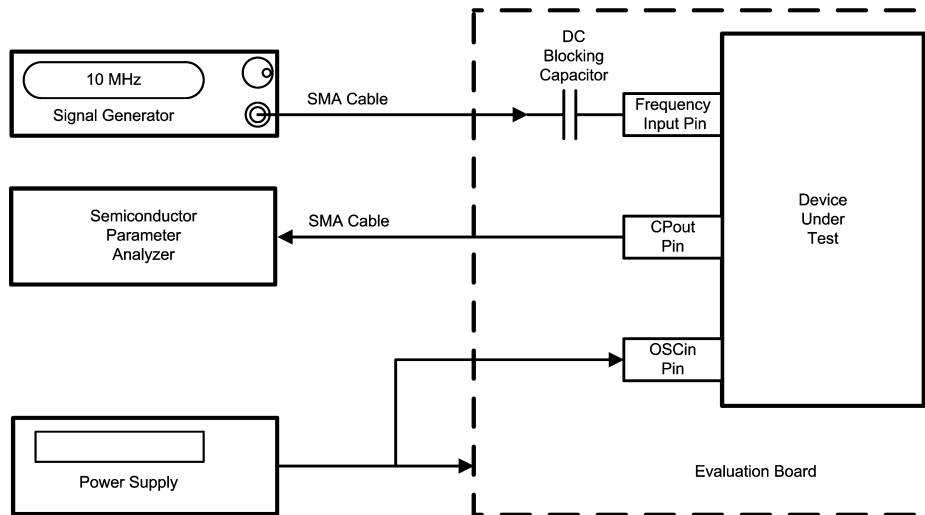 10 MHz
Signal Generator
SMA Cable
DC
Blocking
Capacitor
Frequency
Input Pin
Semiconductor
Parameter
Analyzer
SMA Cable
CPout
Pin
Device
Under
Test
OSCin
Pin
Power Supply
Evaluation Board